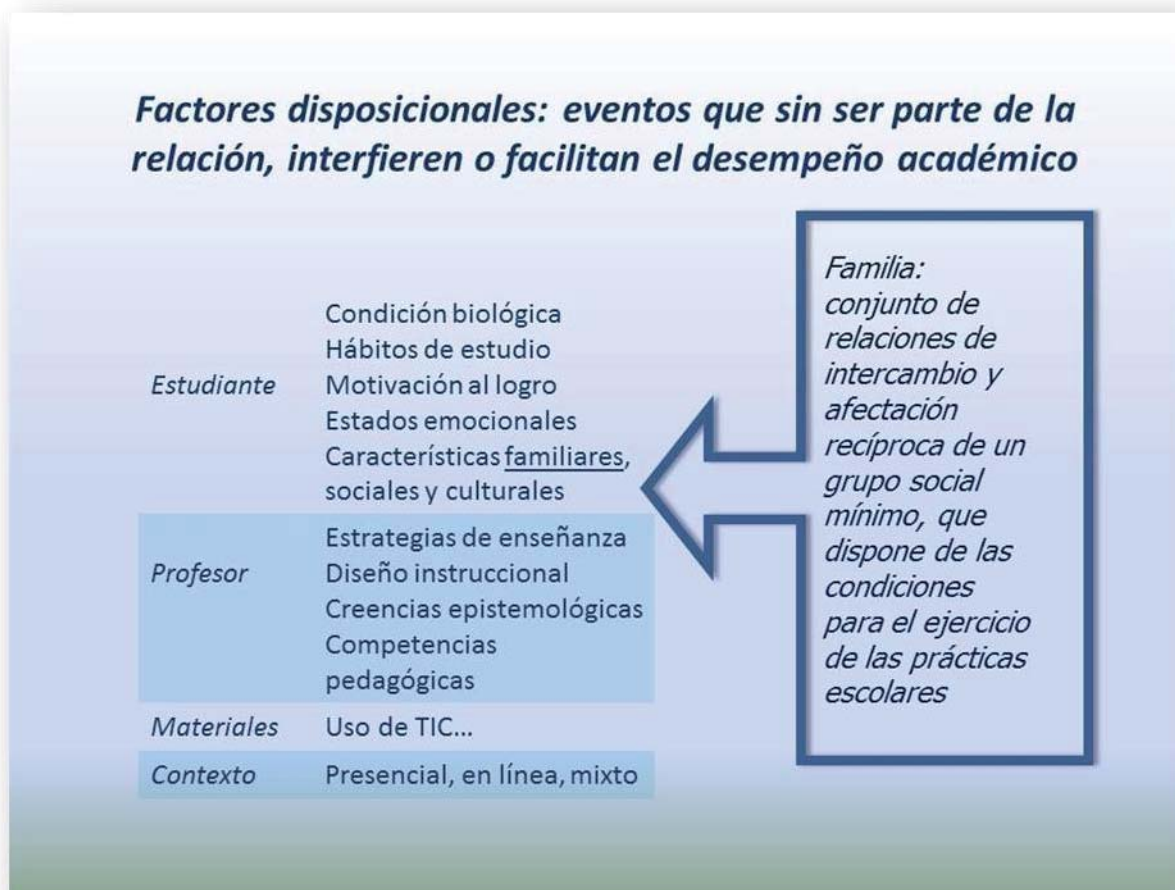 Factores disposicionales: eventos que sin ser parte de la
relación, interfieren o facilitan el desempeño académico
Estudiante
Condición biológica
Hábitos de estudio
Motivación al logro
Estados emocionales
Características familiares,
sociales y culturales
Profesor
Estrategias de enseñanza
Diseño instruccional
Creencias epistemológicas
Competencias
pedagógicas
Materiales
Uso de TIC...
Contexto
Presencial, en línea, mixto
Familia:
conjunto de
relaciones de
intercambio y
afectación
recíproca de un
grupo social
mínimo, que
dispone de las
condiciones
para el ejercicio
de las prácticas
escolares